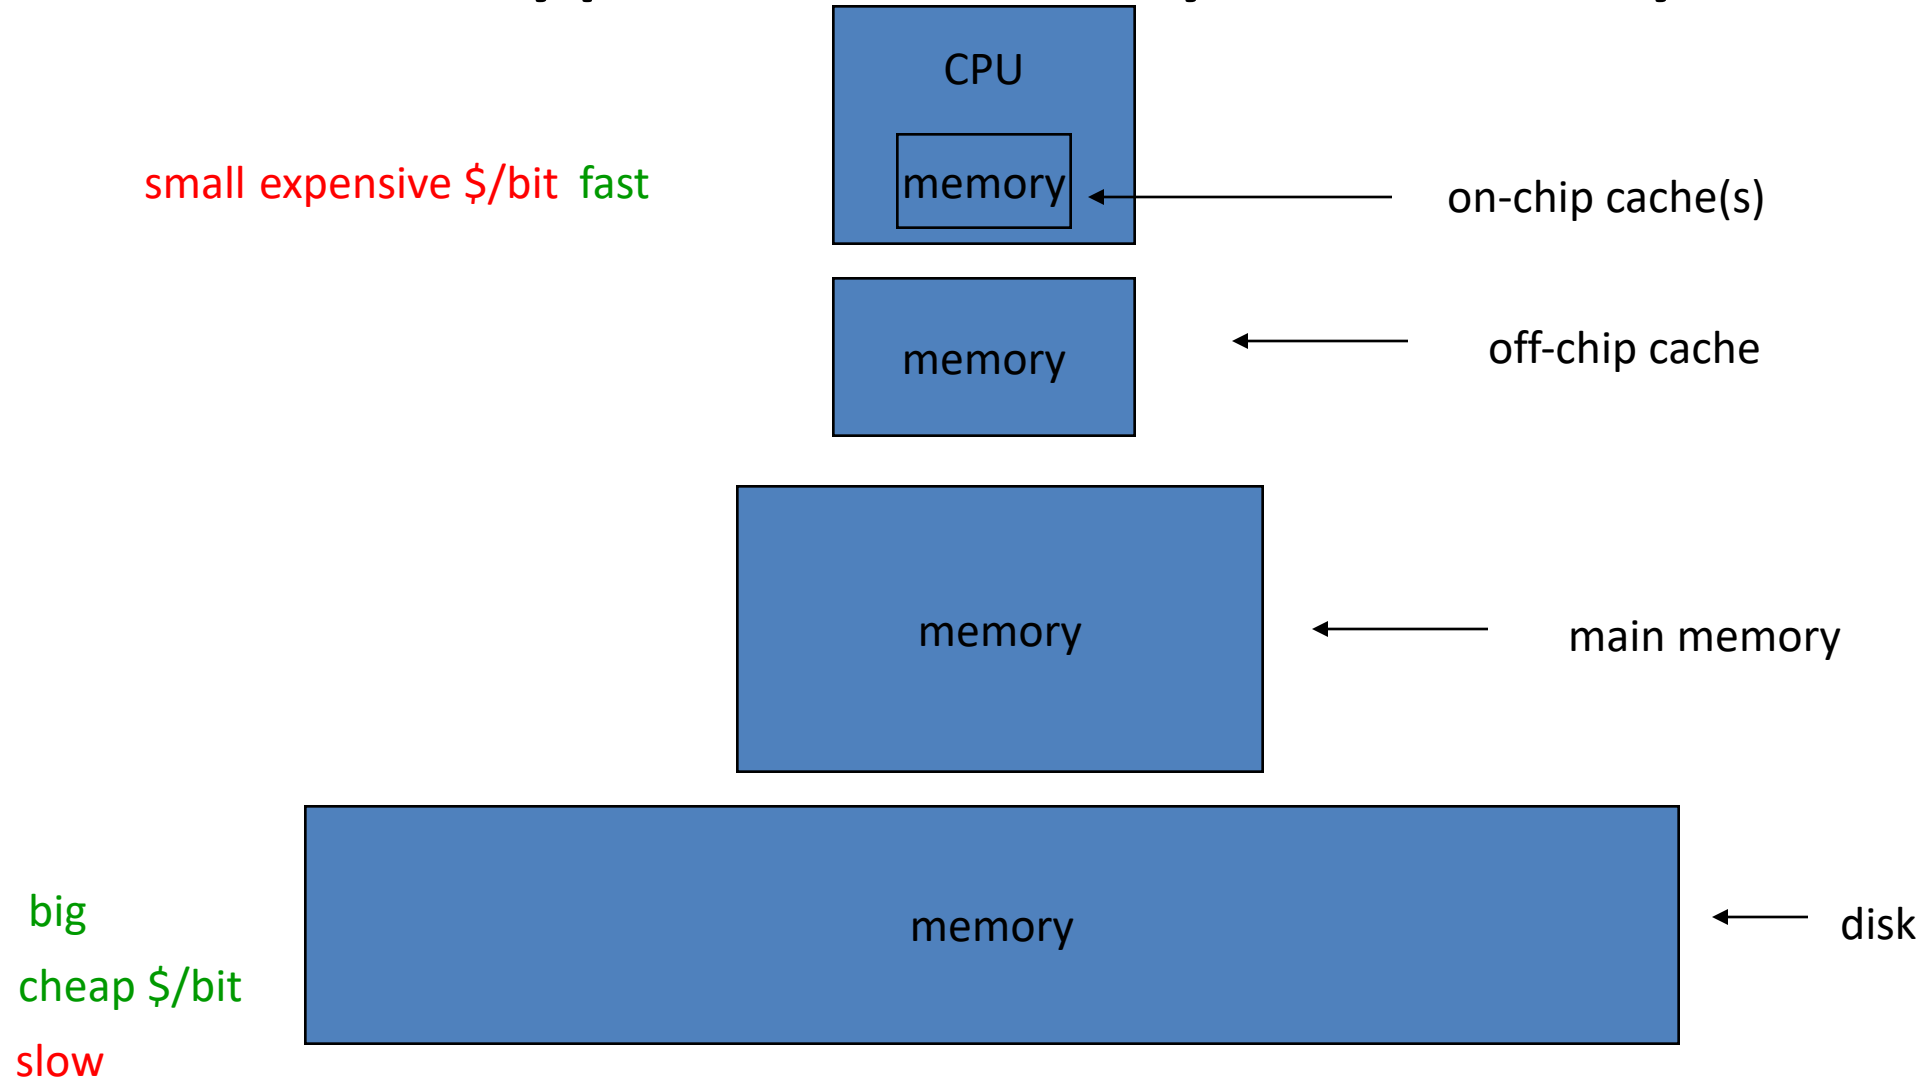 CPU
small expensive $/bit fast
memory
on-chip cache(s)
memory
off-chip cache
memory
main memory
big
memory
disk
cheap $/bit
slow